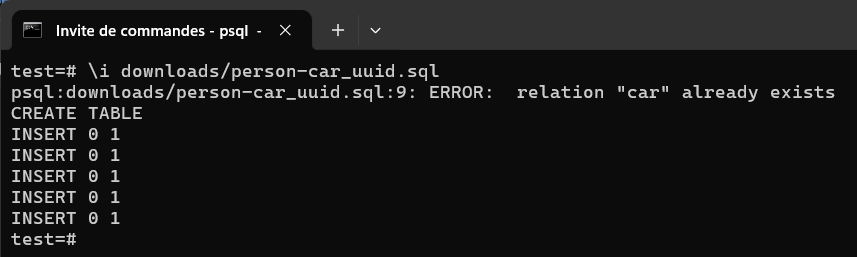 Invite de commandes - psql -
test=# \i downloads/person-car_uuid.sql
psql:downloads/person-car_uuid.sql:9: ERROR:  relation "car" already exists
CREATE TABLE
INSERT 0 1
INSERT 0 1
INSERT 0 1
INSERT 0 1
INSERT 0 1
test=#